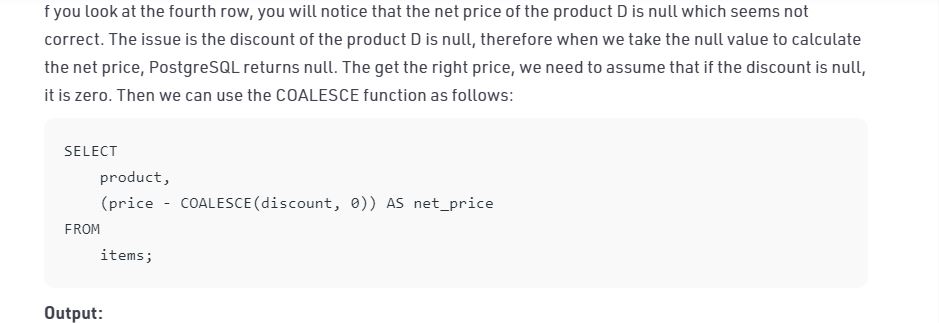 f you look at the fourth row, you will notice that the net price of the product D is null which seems not
correct. The issue is the discount of the product D is null, therefore when we take the null value to calculate
the net price, PostgreSQL returns null. The get the right price, we need to assume that if the discount is null,
it is zero. Then we can use the COALESCE function as follows:
SELECT
product,
(price - COALESCE(discount, 0)) AS net_price
FROM
items;
Output: